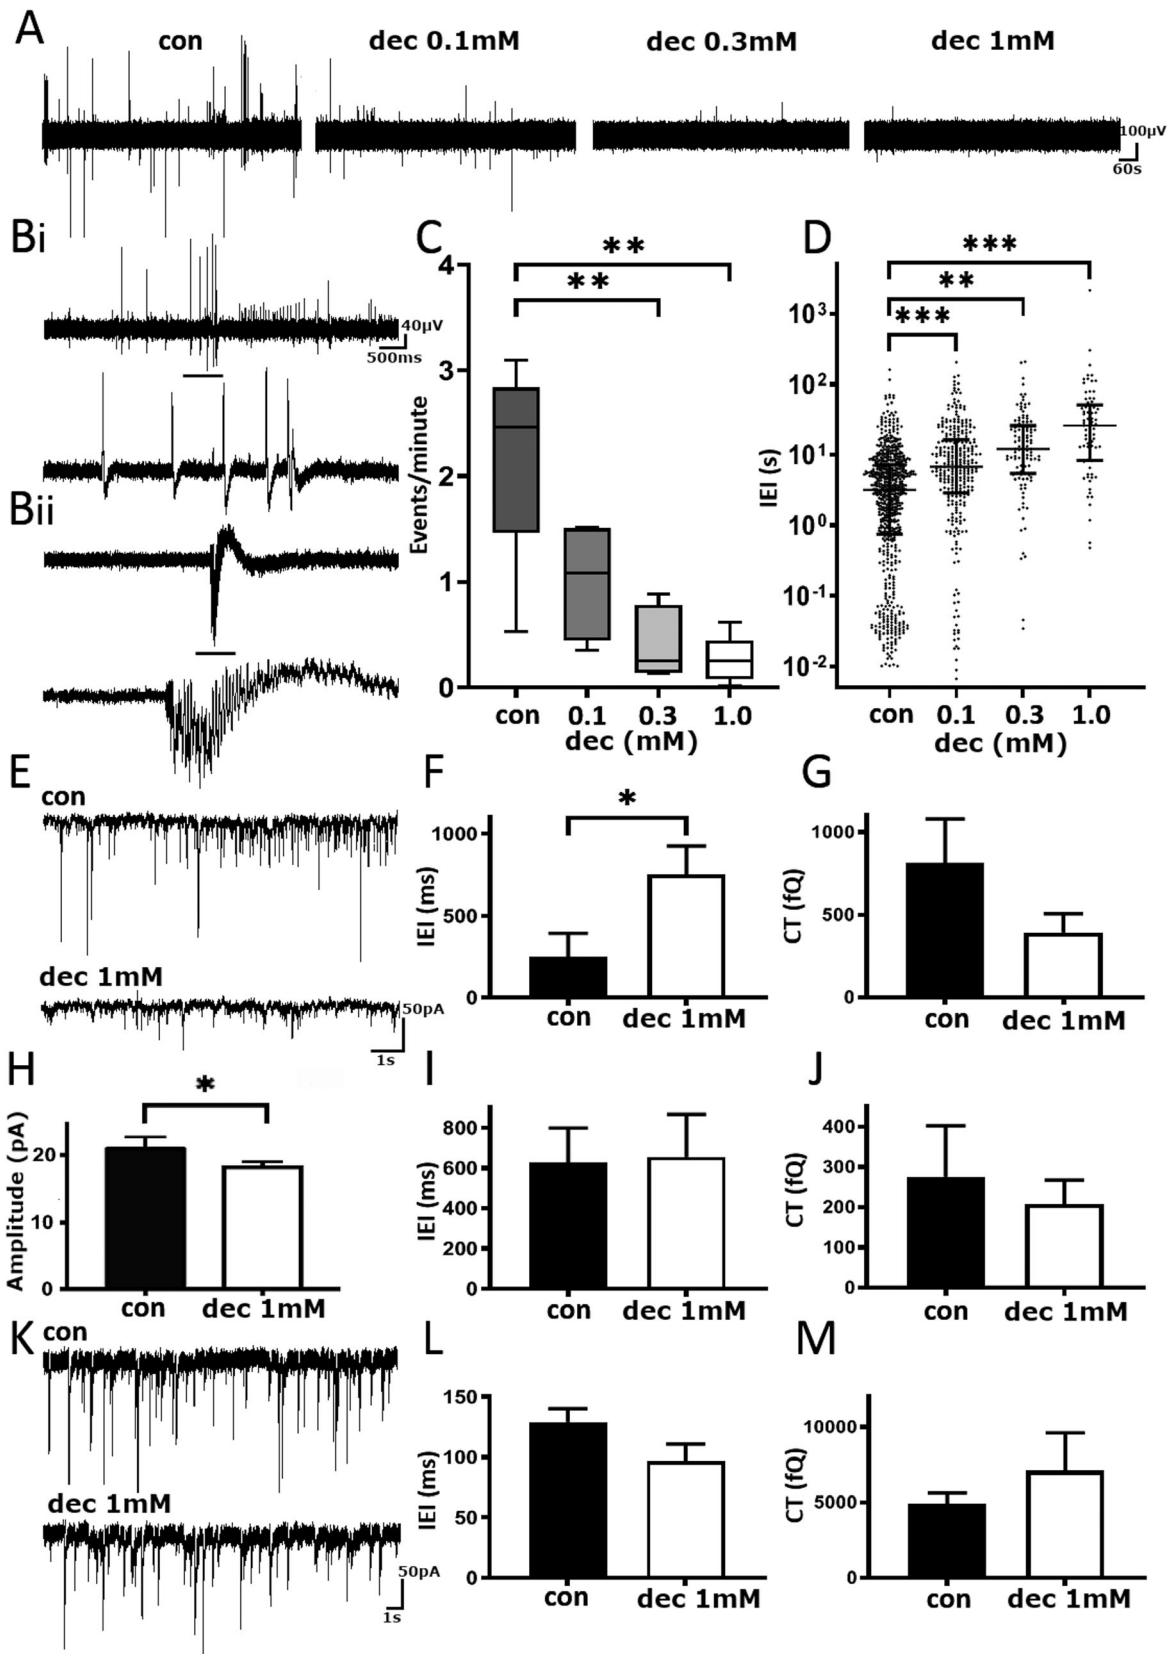 A
con
dec 0.1mM
dec 0.3mM
dec 1mM
100µV
60s
Bi
40µV
500ms
Bii
C
**
**
4
3
2
1
0
Events/minute
con
0.1
0.3
1.0
dec (mM)
D
***
**
***
10³
10²
10¹
10⁰
10⁻¹
10⁻²
IEI (s)
con
0.1
0.3
1.0
dec (mM)
E
con
dec 1mM
50pA
1s
F
*
1000
500
0
IEI (ms)
con
dec 1mM
G
1000
500
0
CT (fQ)
con
dec 1mM
H
*
20
10
0
Amplitude (pA)
con
dec 1mM
I
800
600
400
200
0
IEI (ms)
con
dec 1mM
J
400
300
200
100
0
CT (fQ)
con
dec 1mM
K
con
dec 1mM
50pA
1s
L
150
100
50
0
IEI (ms)
con
dec 1mM
M
10000
5000
0
CT (fQ)
con
dec 1mM